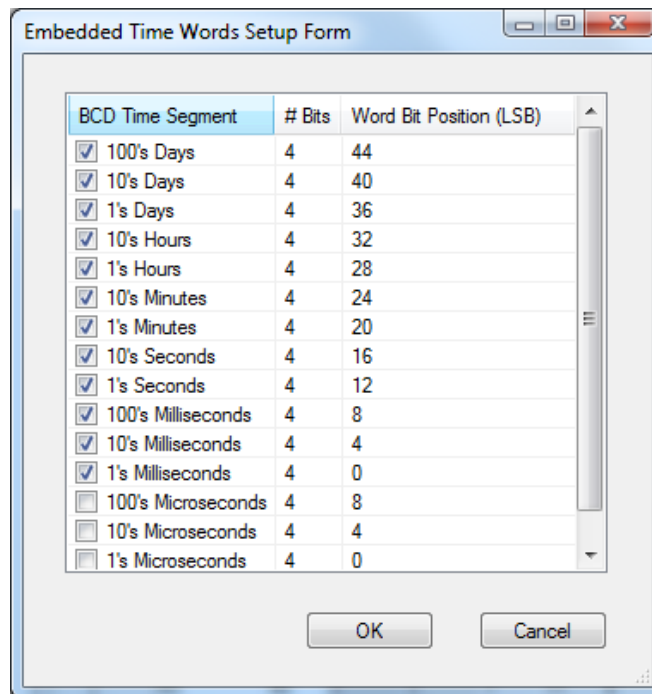 Embedded Time Words Setup Form
BCD Time Segment # Bits Word Bit Position (LSB)
100's Days 4 44
10's Days 4 40
1's Days 4 36
10's Hours 4 32
1's Hours 4 28
10's Minutes 4 24
1's Minutes 4 20
10's Seconds 4 16
1's Seconds 4 12
100's Milliseconds 4 8
10's Milliseconds 4 4
1's Milliseconds 4 0
100's Microseconds 4 8
10's Microseconds 4 4
1's Microseconds 4 0
OK Cancel